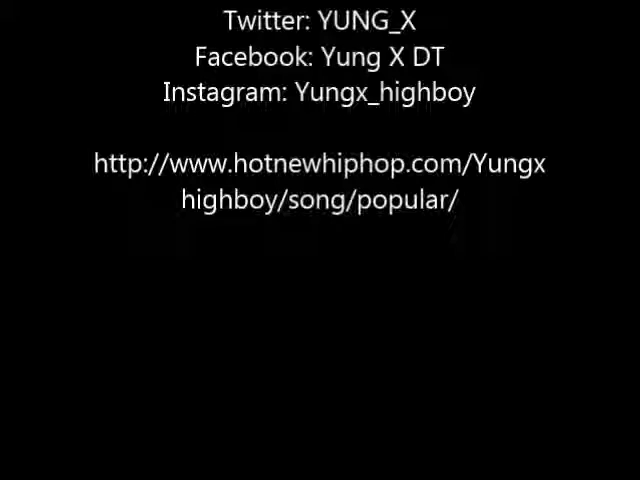 Twitter: YUNG_X
Facebook: Yung X DT
Instagram: Yungx_highboy
http://www.hotnewhiphop.com/Yungx
highboy/song/popular/